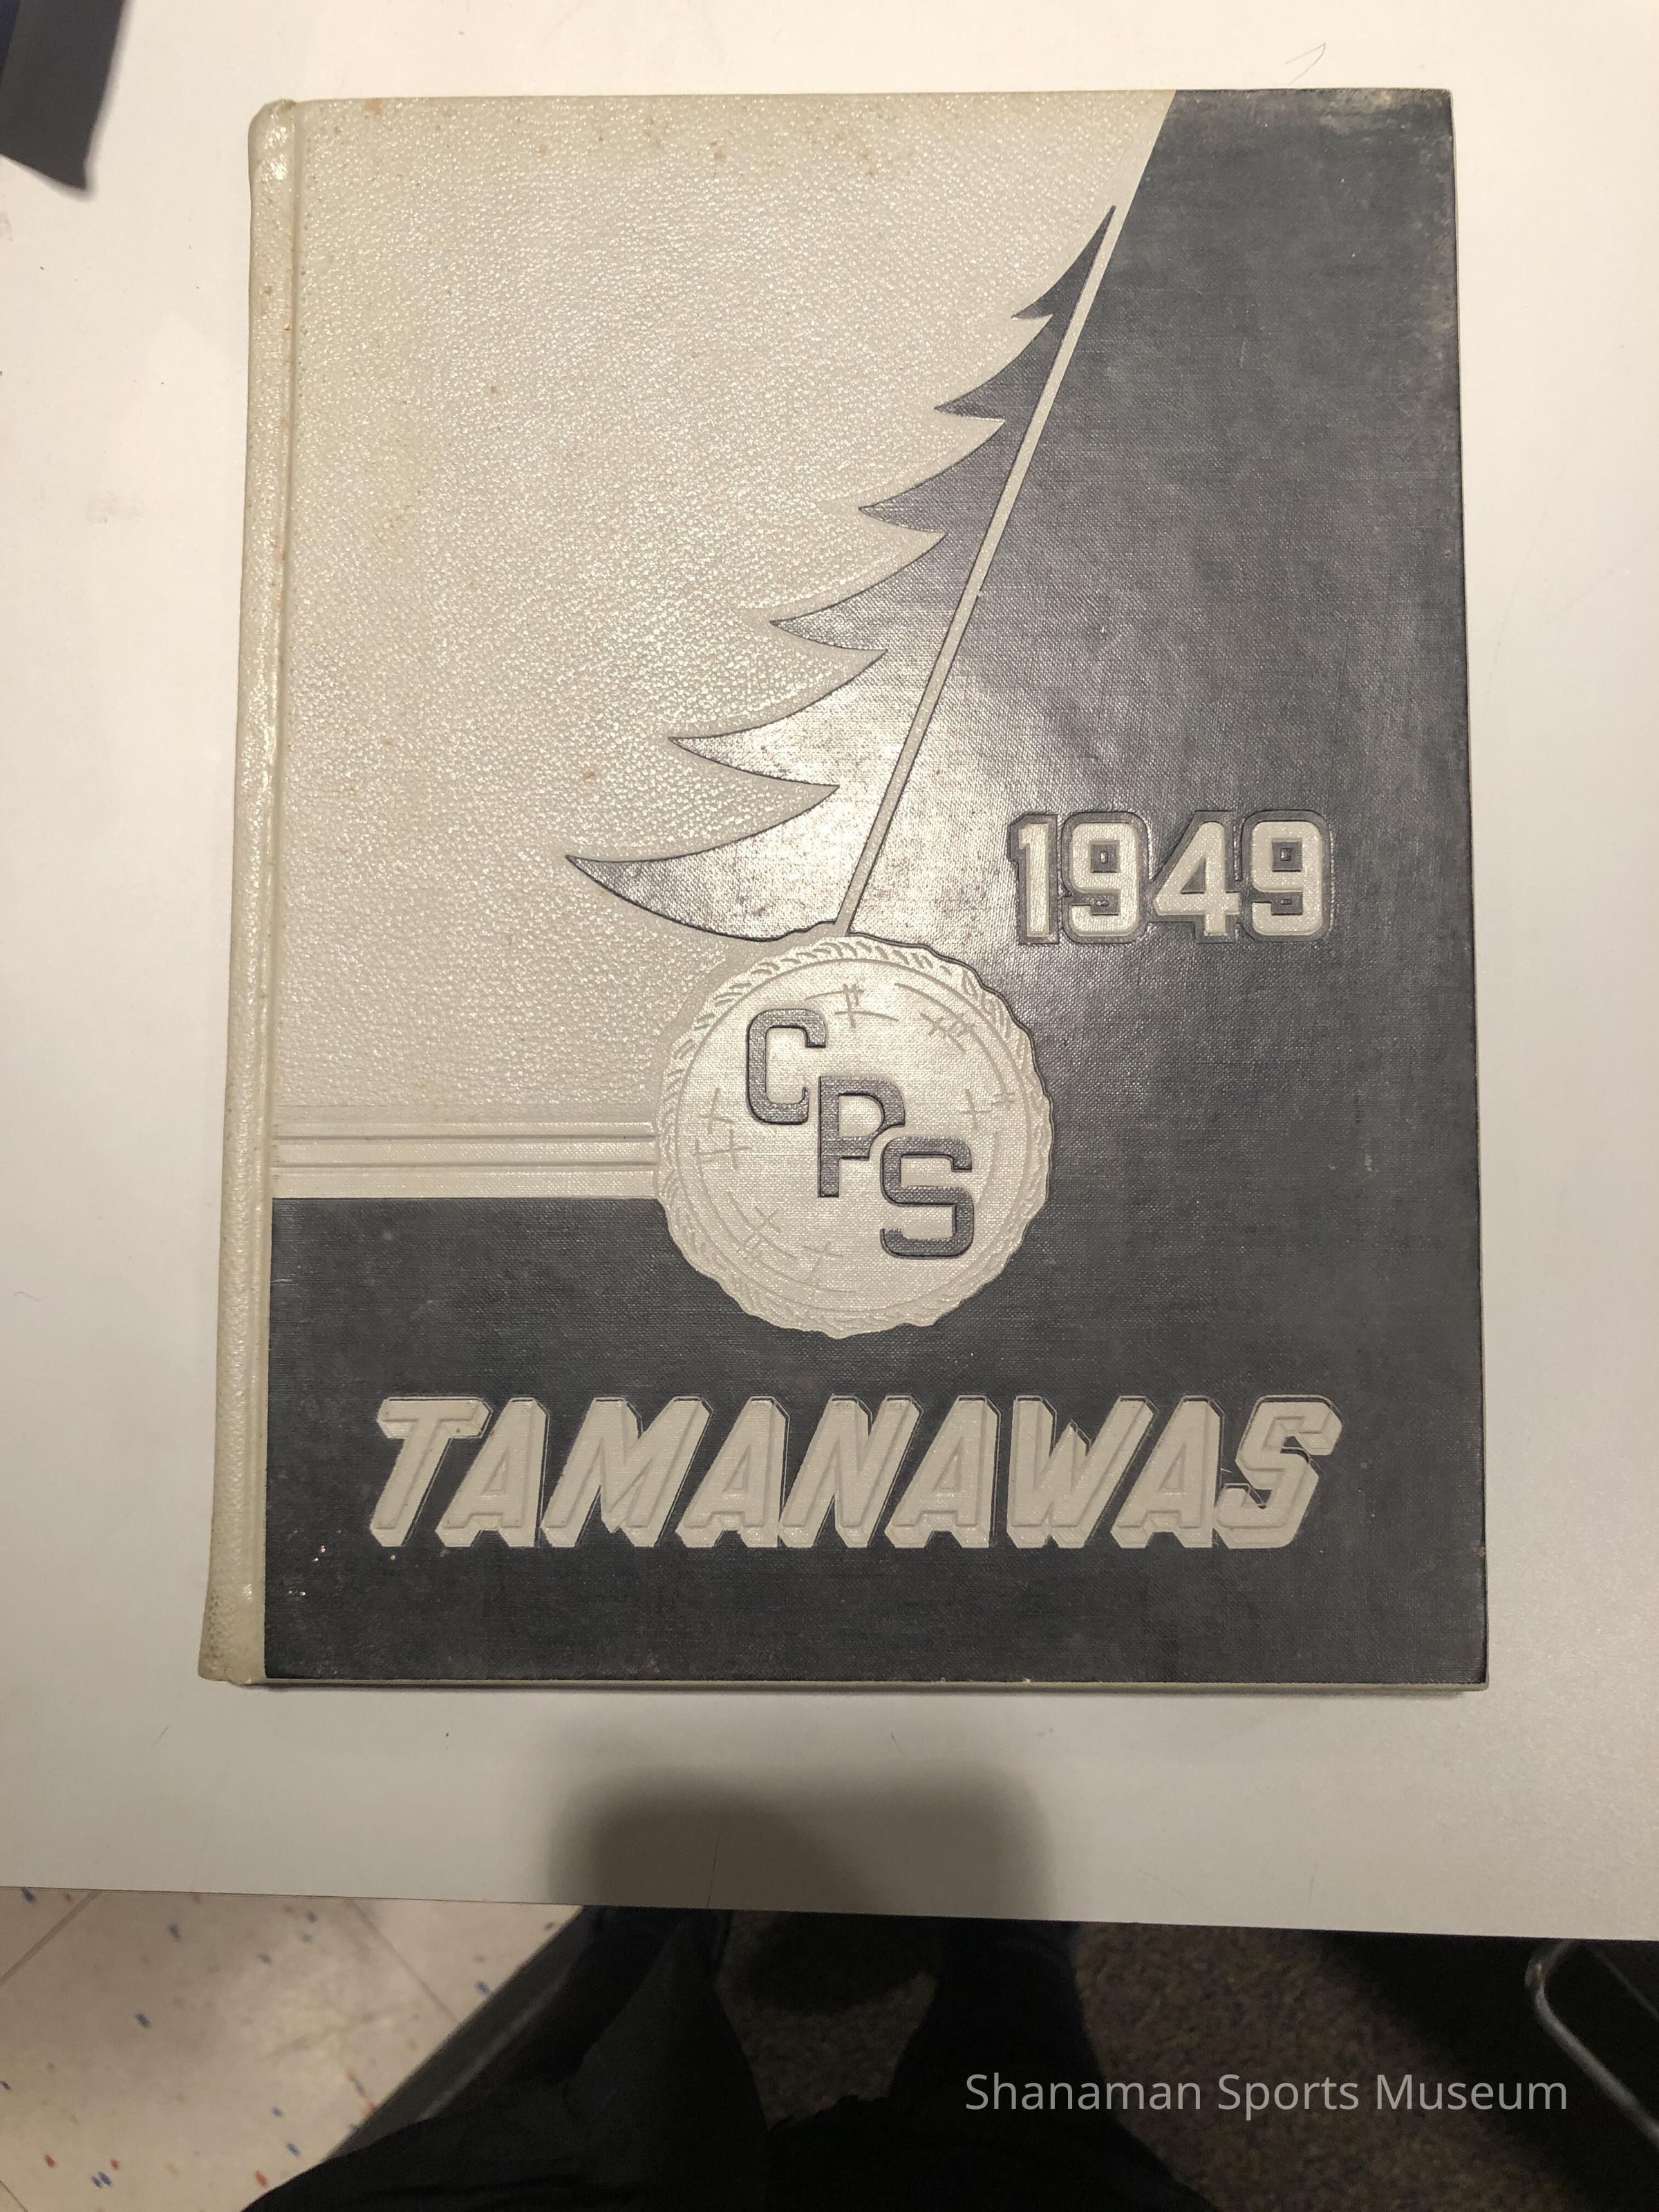 1949
CPS
TAMANAWAS
Shanaman Sports Museum